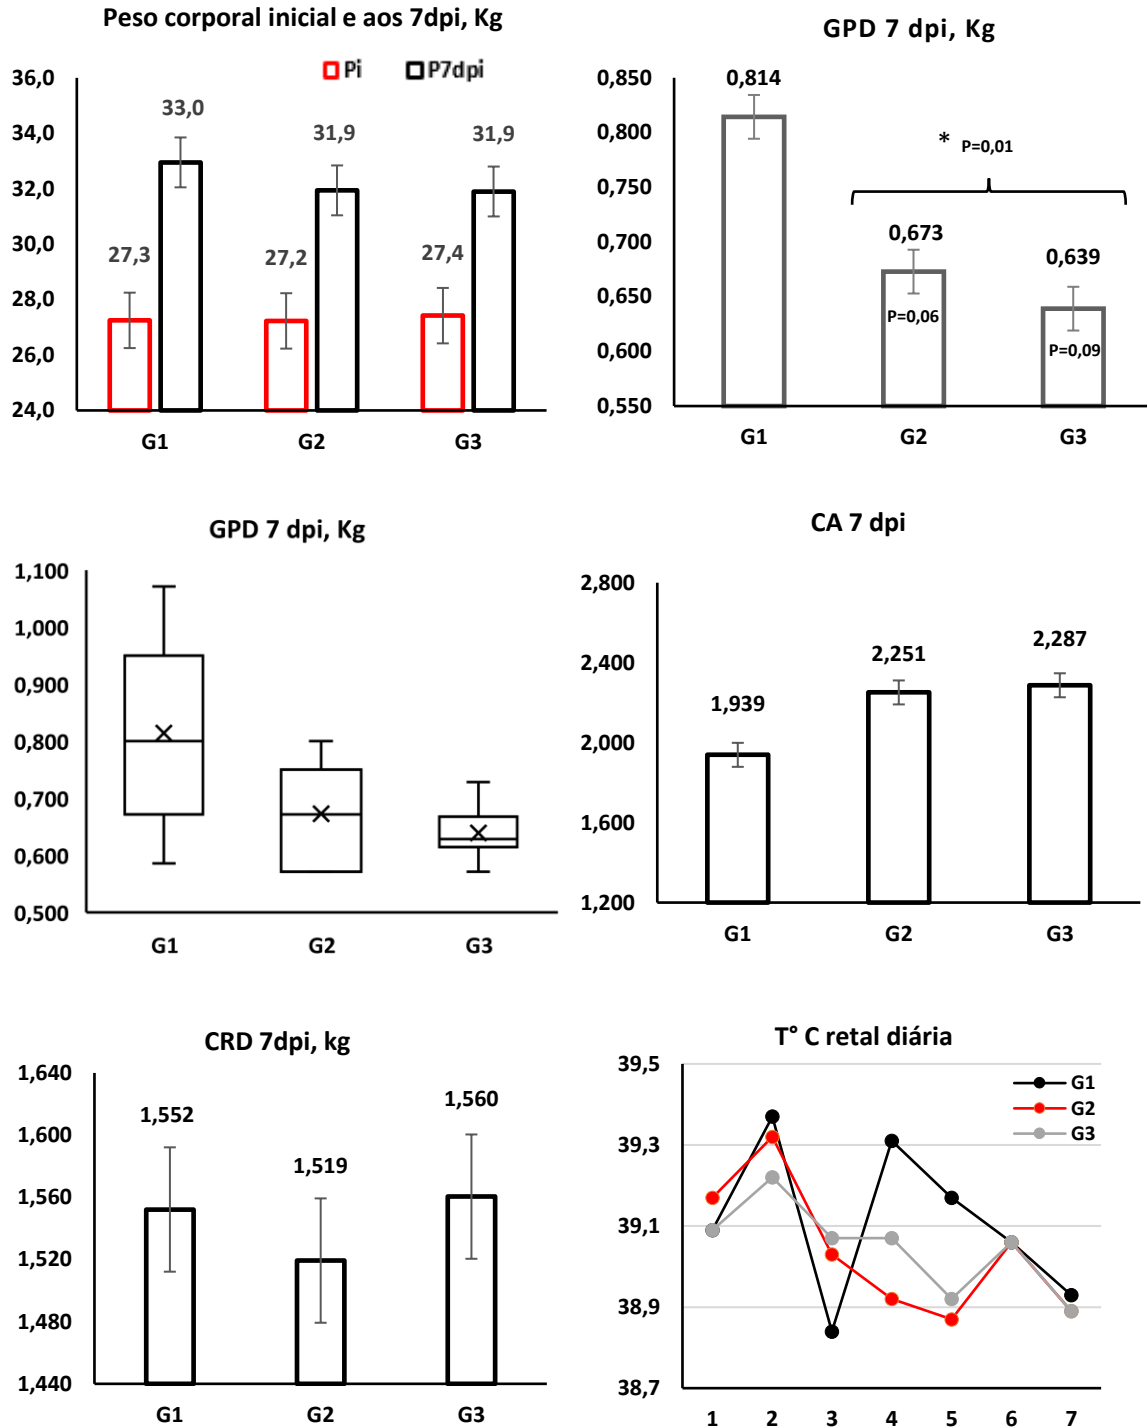 Peso corporal inicial e aos 7dpi, Kg
Pi P7dpi
36,0
34,0
32,0
30,0
28,0
26,0
24,0
33,0
31,9
31,9
27,3
27,2
27,4
G1 G2 G3
GPD 7 dpi, Kg
0,850
0,800
0,750
0,700
0,650
0,600
0,550
0,814
* P=0,01
0,673
0,639
P=0,06
P=0,09
G1 G2 G3
GPD 7 dpi, Kg
1,100
1,000
0,900
0,800
0,700
0,600
0,500
G1 G2 G3
CA 7 dpi
2,800
2,400
2,000
1,600
1,200
1,939
2,251
2,287
G1 G2 G3
CRD 7dpi, kg
1,640
1,600
1,560
1,520
1,480
1,440
1,552
1,519
1,560
G1 G2 G3
T° C retal diária
39,5
39,3
39,1
38,9
38,7
G1
G2
G3
1 2 3 4 5 6 7